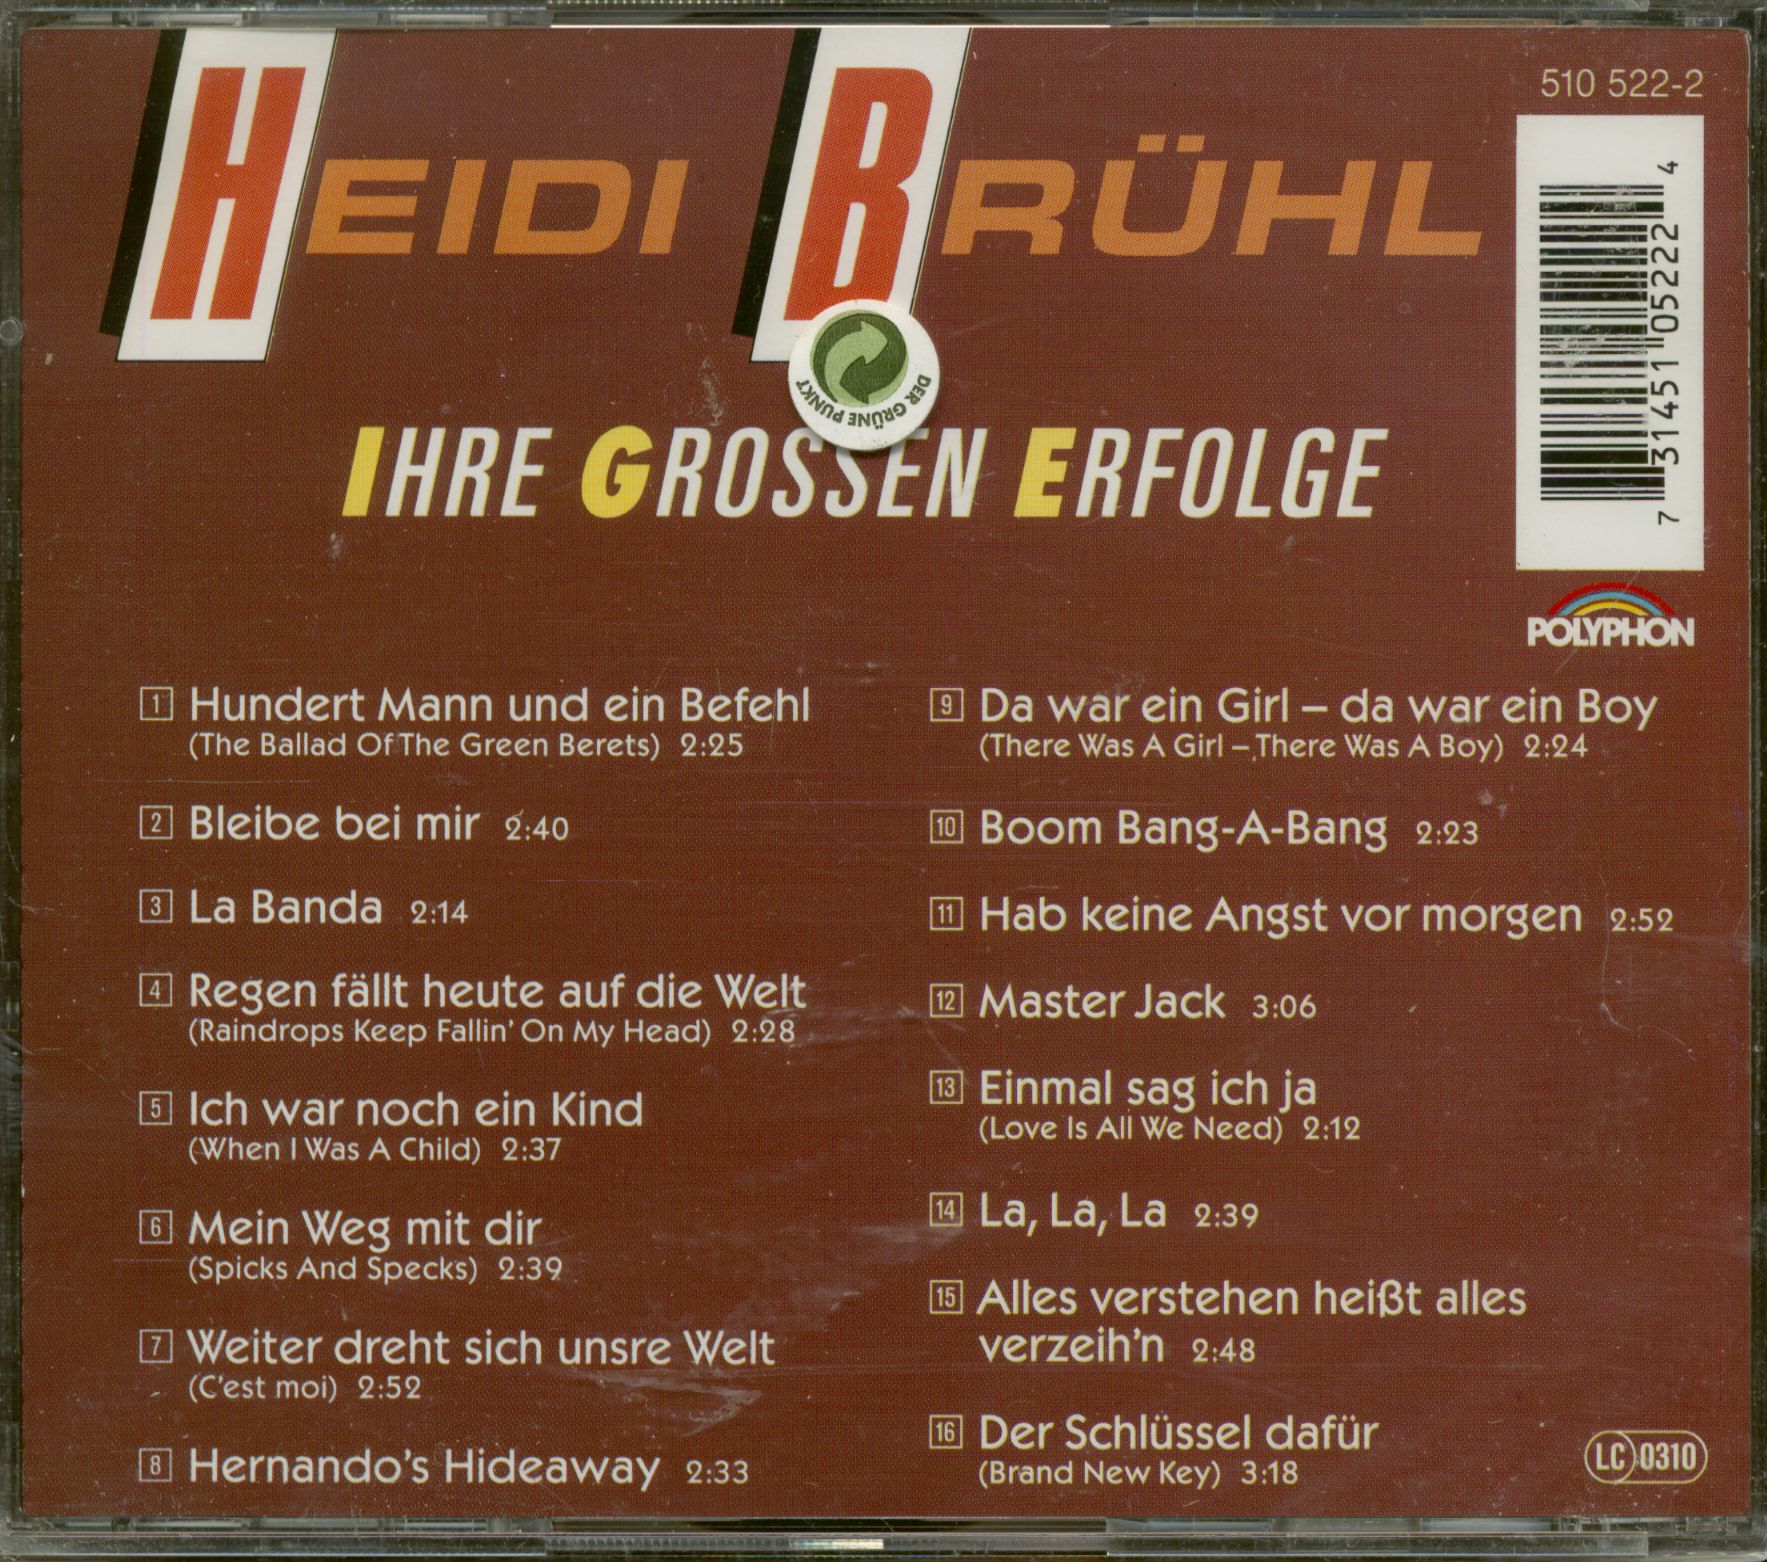 HEIDI BRÜHL
510 522-2
7 31451 05222 4
DER GRÜNE PUNKT
IHRE GROSSEN ERFOLGE
POLYPHON
1 Hundert Mann und ein Befehl
(The Ballad Of The Green Berets) 2:25
2 Bleibe bei mir 2:40
3 La Banda 2:14
4 Regen fällt heute auf die Welt
(Raindrops Keep Fallin' On My Head) 2:28
5 Ich war noch ein Kind
(When I Was A Child) 2:37
6 Mein Weg mit dir
(Spicks And Specks) 2:39
7 Weiter dreht sich unsre Welt
(C'est moi) 2:52
8 Hernando's Hideaway 2:33
9 Da war ein Girl – da war ein Boy
(There Was A Girl – There Was A Boy) 2:24
10 Boom Bang-A-Bang 2:23
11 Hab keine Angst vor morgen 2:52
12 Master Jack 3:06
13 Einmal sag ich ja
(Love Is All We Need) 2:12
14 La, La, La 2:39
15 Alles verstehen heißt alles
verzeih'n 2:48
16 Der Schlüssel dafür
(Brand New Key) 3:18
LC 0310